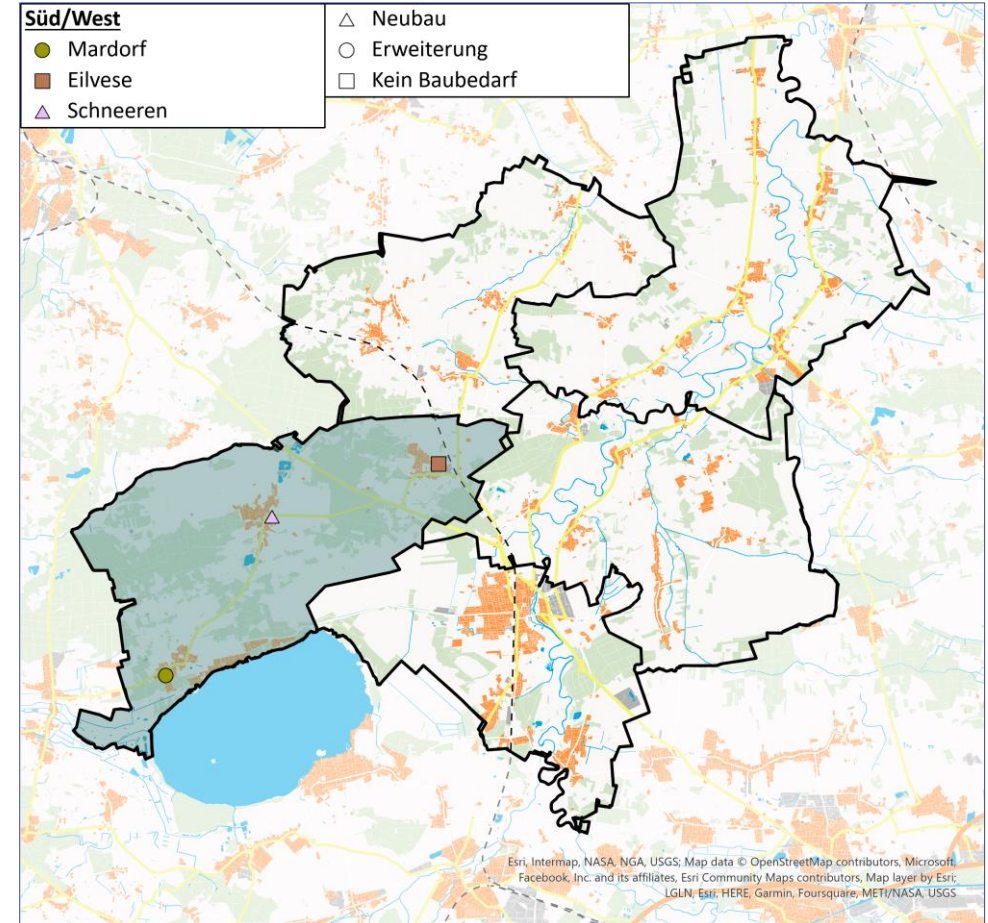 Süd/West
Mardorf
Eilvese
Schneeren
Neubau
Erweiterung
Kein Baubedarf
Esri, Intermap, NASA, NGA, USGS; Map data © OpenStreetMap contributors, Microsoft,
Facebook, Inc. and its affiliates, Esri Community Maps contributors, Map layer by Esri;
LGLN, Esri, HERE, Garmin, Foursquare, METI/NASA, USGS